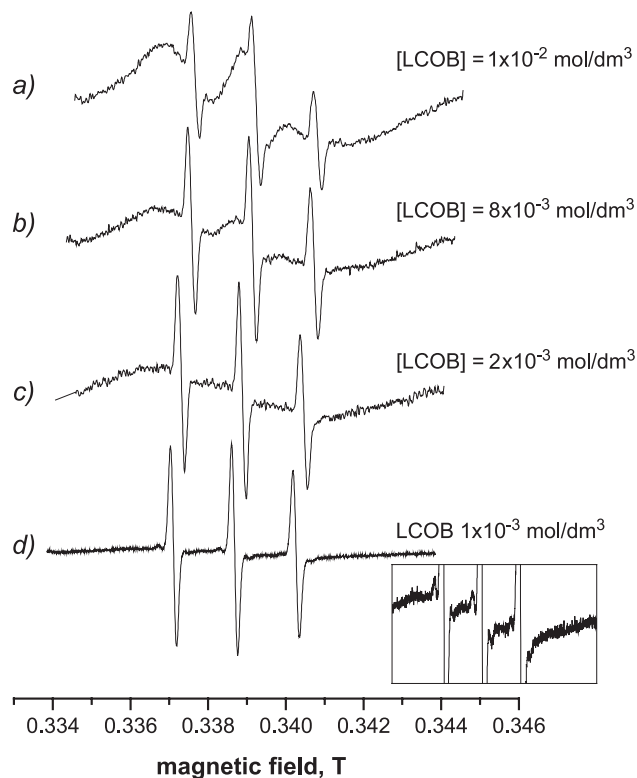 a)
[LCOB] = 1x10⁻² mol/dm³
b)
[LCOB] = 8x10⁻³ mol/dm³
c)
[LCOB] = 2x10⁻³ mol/dm³
d)
LCOB 1x10⁻³ mol/dm³
0.334 0.336 0.338 0.340 0.342 0.344 0.346
magnetic field, T